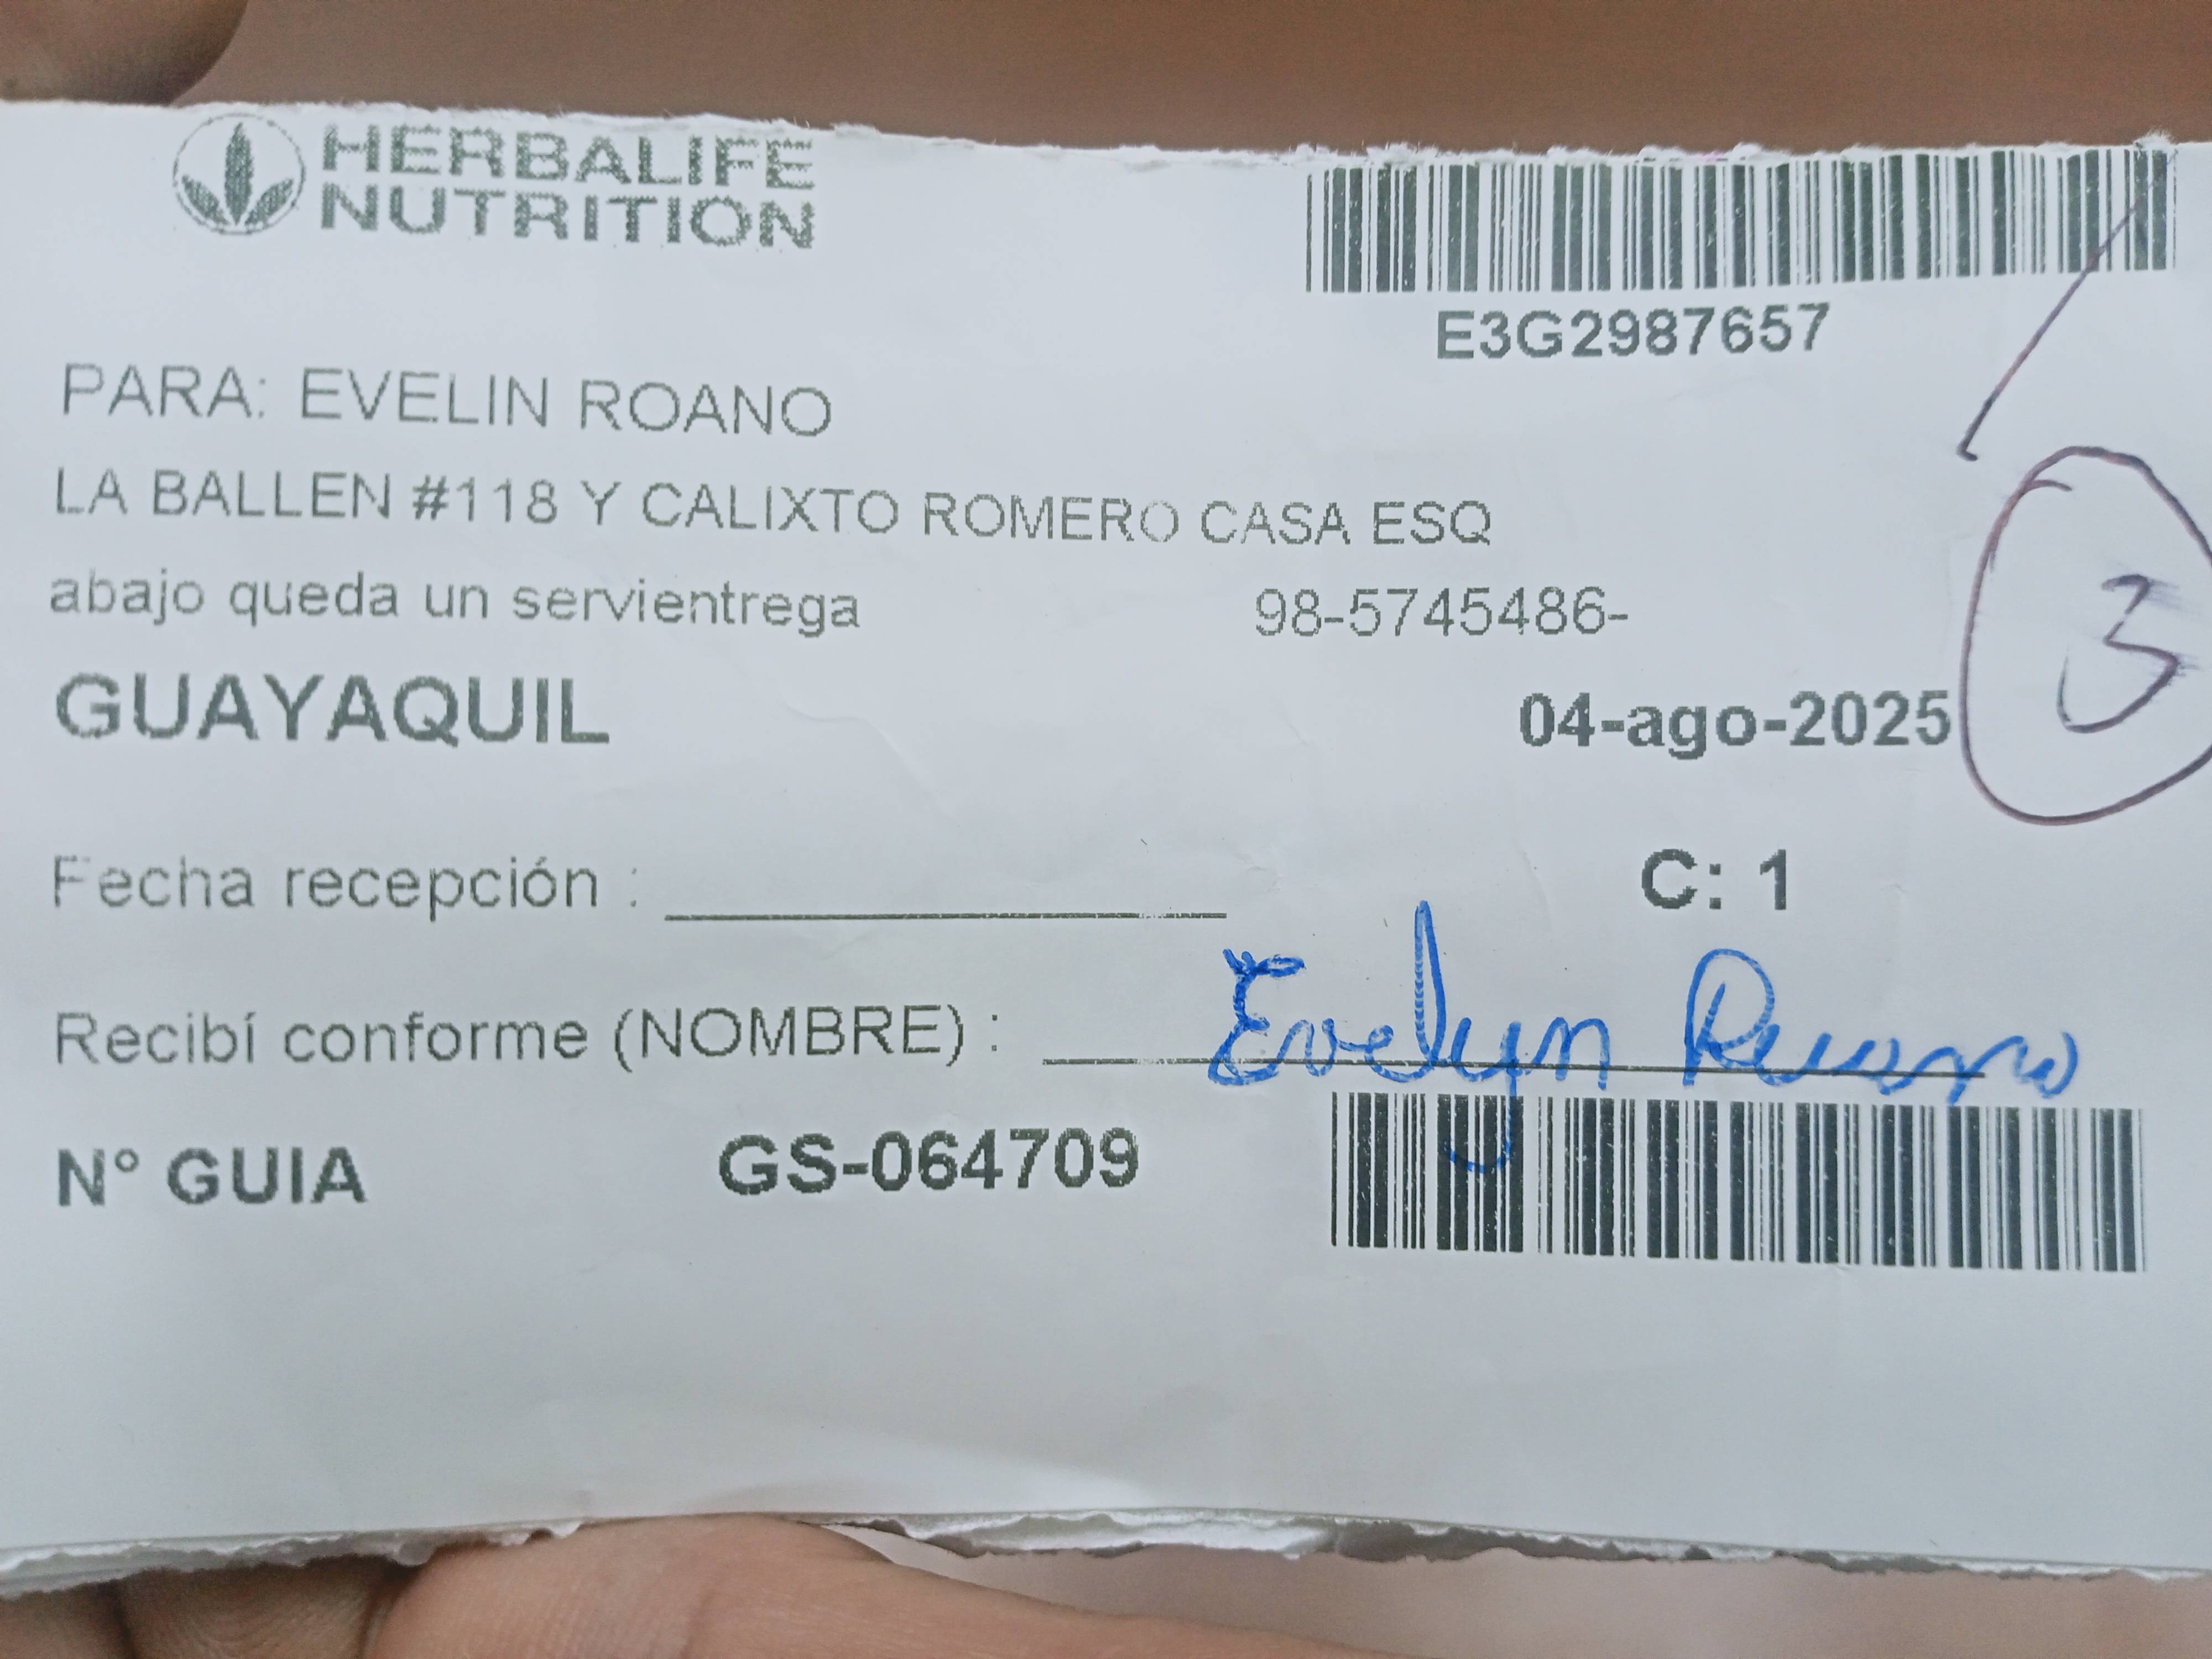 HERBALIFE
NUTRITION
E3G2987657
PARA: EVELIN ROANO
LA BALLEN #118 Y CALIXTO ROMERO CASA ESQ
abajo queda un servientrega 98-5745486-
3
GUAYAQUIL 04-ago-2025
Fecha recepción : C: 1
Recibí conforme (NOMBRE) : Evelyn
N° GUIA GS-064709